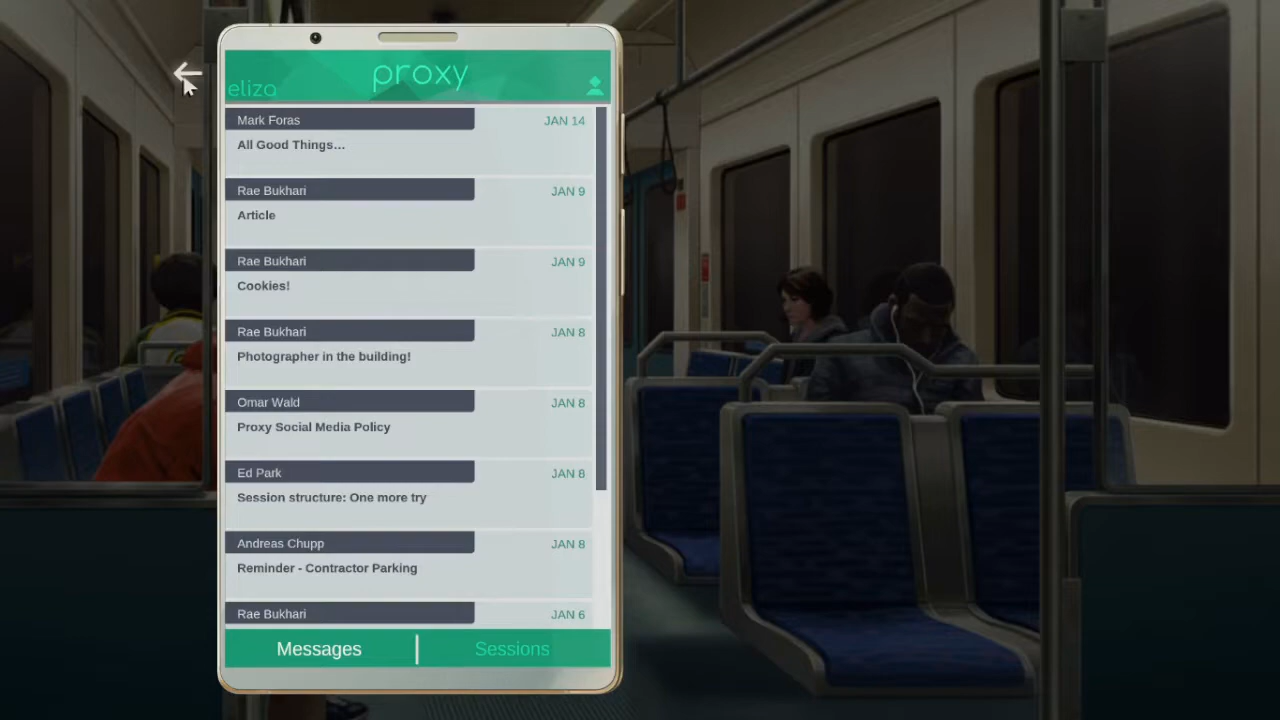 proxy
eliza
Mark Foras JAN 14
All Good Things...
Rae Bukhari JAN 9
Article
Rae Bukhari JAN 9
Cookies!
Rae Bukhari JAN 8
Photographer in the building!
Omar Wald JAN 8
Proxy Social Media Policy
Ed Park JAN 8
Session structure: One more try
Andreas Chupp JAN 8
Reminder - Contractor Parking
Rae Bukhari JAN 6
Messages Sessions